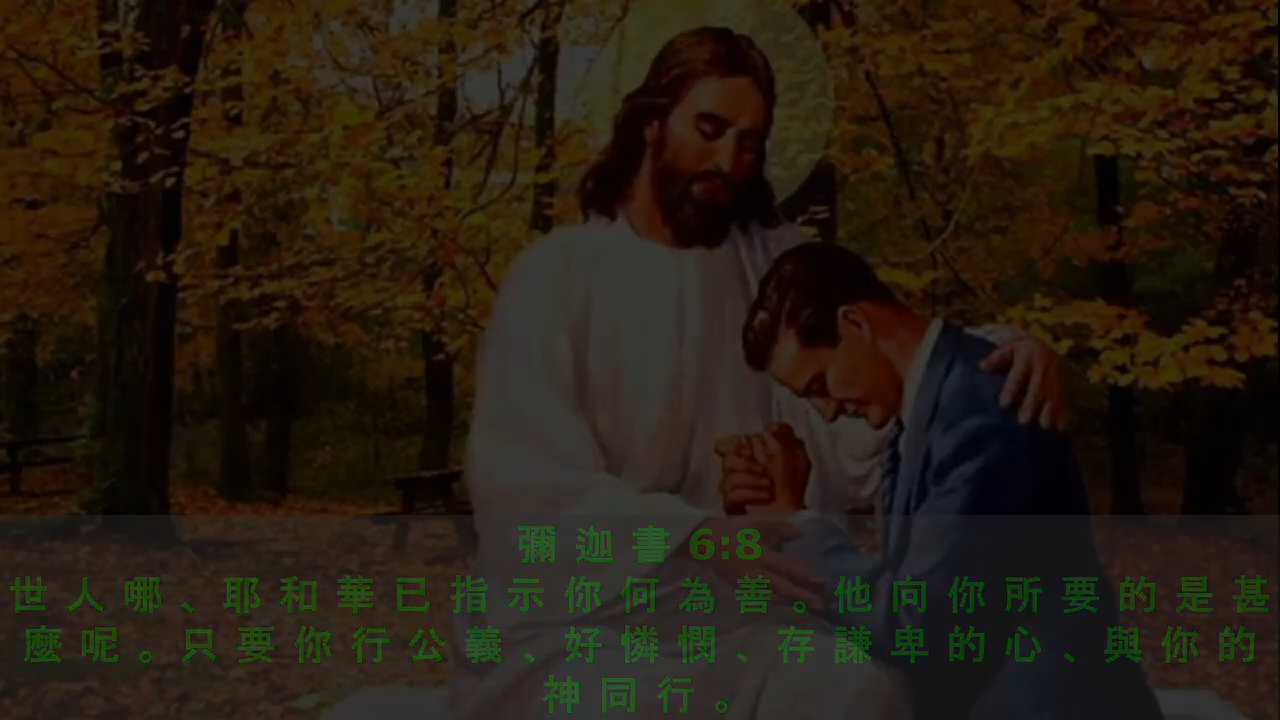 彌迦書 6:8
世人哪、耶和華已指示你何為善。他向你所要的是甚
麼呢。只要你行公義、好憐憫、存謙卑的心、與你的
神同行。